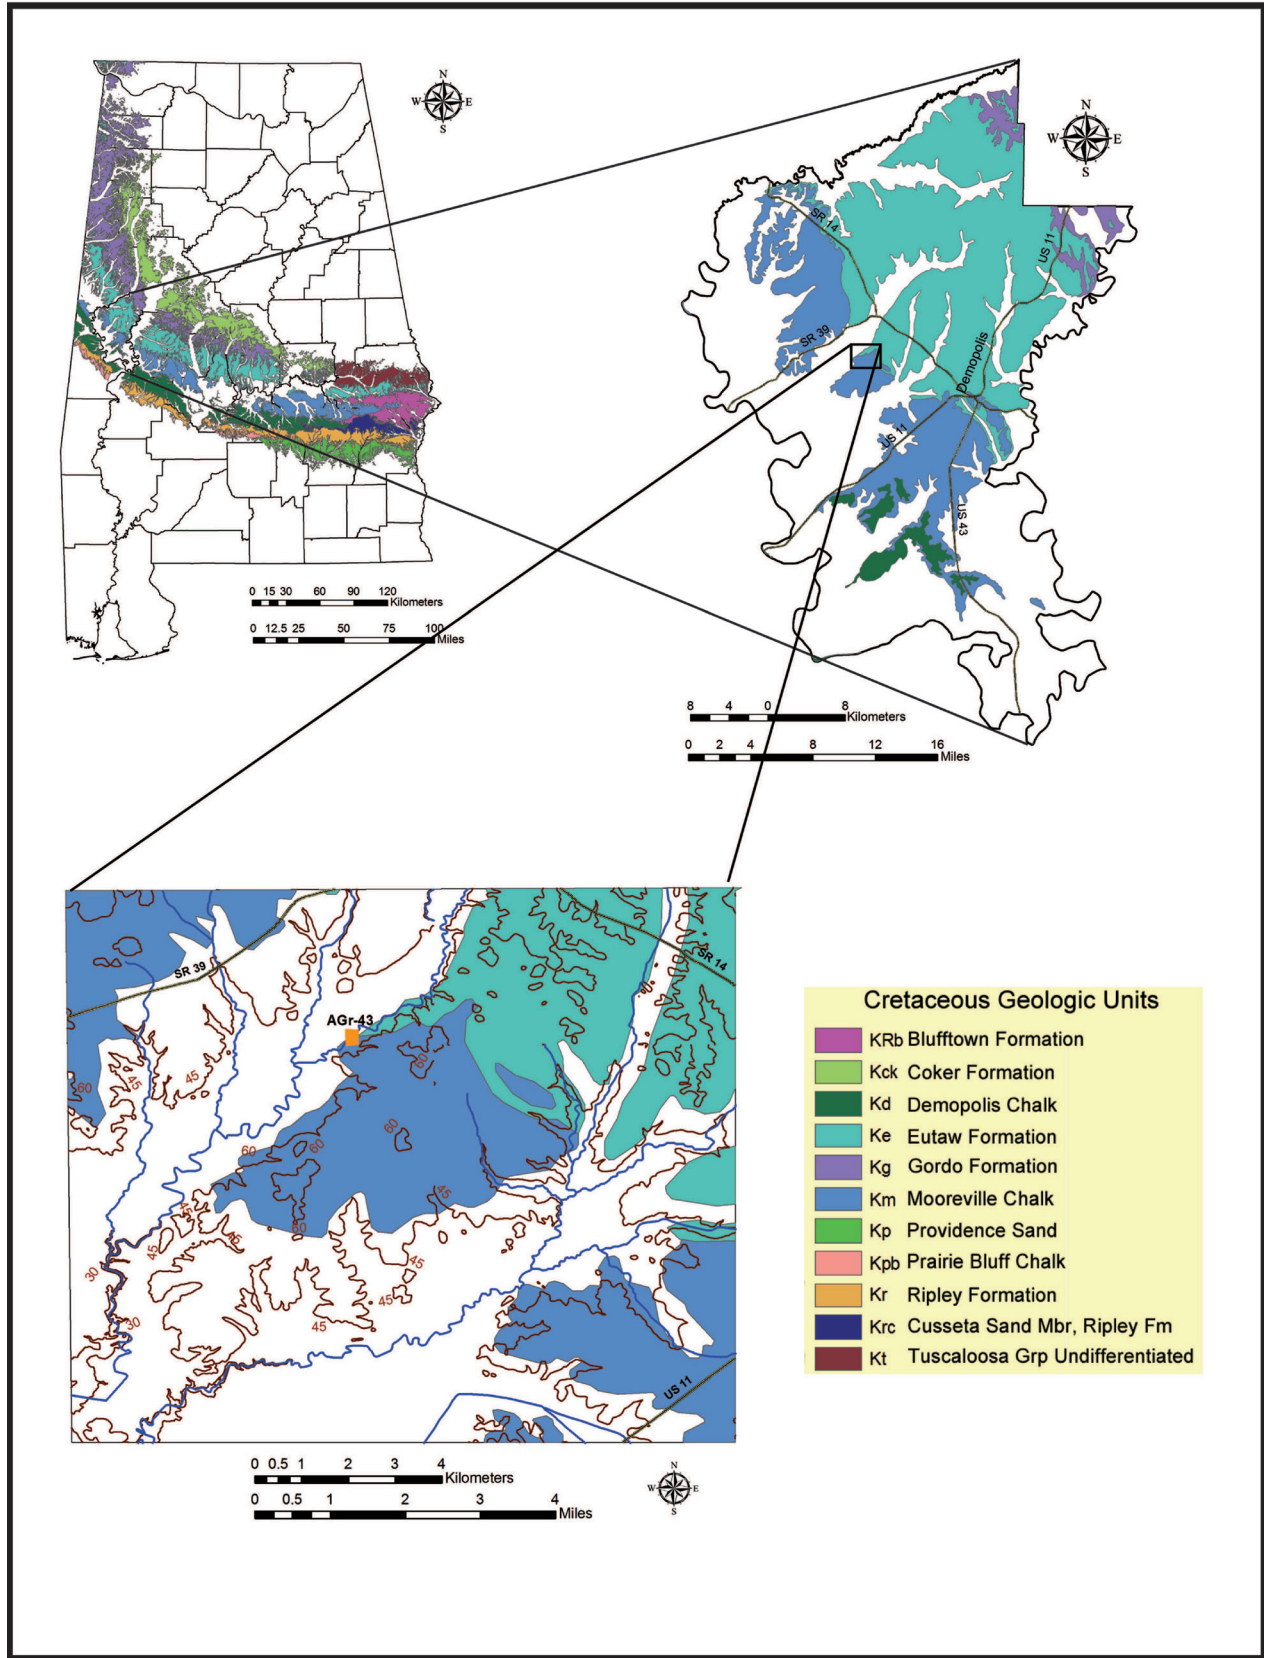 N
W E
S
0 15 30 60 90 120
Kilometers
0 12.5 25 50 75 100
Miles
N
W E
S
SR 14
US 11
SR 39
Demopolis
US 11
US 43
8 4 0 8
Kilometers
0 2 4 8 12 16
Miles
SR 39
SR 14
AGr-43
60
45
45
60
60
60
60
45
60
45
45
45
45
45
45
30
30
US 11
0 0.5 1 2 3 4
Kilometers
0 0.5 1 2 3 4
Miles
N
W E
S
Cretaceous Geologic Units
KRb Blufftown Formation
Kck Coker Formation
Kd Demopolis Chalk
Ke Eutaw Formation
Kg Gordo Formation
Km Mooreville Chalk
Kp Providence Sand
Kpb Prairie Bluff Chalk
Kr Ripley Formation
Krc Cusseta Sand Mbr, Ripley Fm
Kt Tuscaloosa Grp Undifferentiated